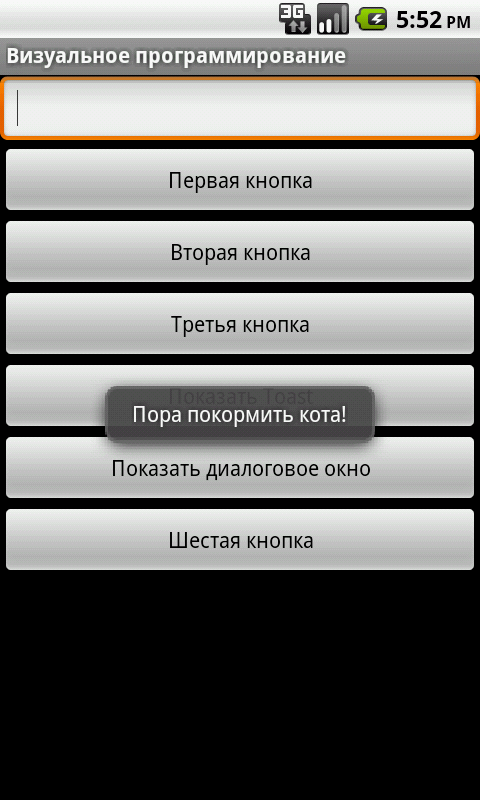 3G 5:52 PM
Визуальное программирование
Первая кнопка
Вторая кнопка
Третья кнопка
Показать Toast
Пора покормить кота!
Показать диалоговое окно
Шестая кнопка